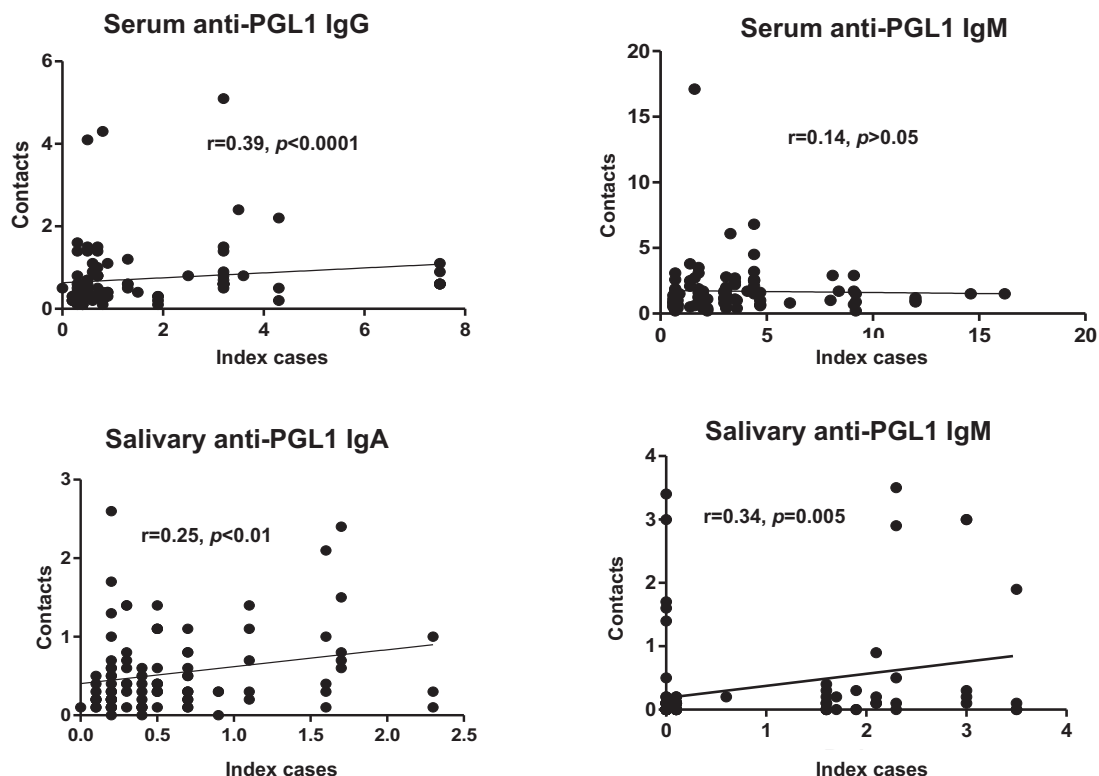 Serum anti-PGL1 IgG
6
4
2
0
0 2 4 6 8
Contacts
r=0.39, p<0.0001
Index cases
Serum anti-PGL1 IgM
20
15
10
5
0
0 5 10 15 20
Contacts
r=0.14, p>0.05
Index cases
Salivary anti-PGL1 IgA
3
2
1
0
0.0 0.5 1.0 1.5 2.0 2.5
Contacts
r=0.25, p<0.01
Index cases
Salivary anti-PGL1 IgM
4
3
2
1
0
0 1 2 3 4
Contacts
r=0.34, p=0.005
Index cases